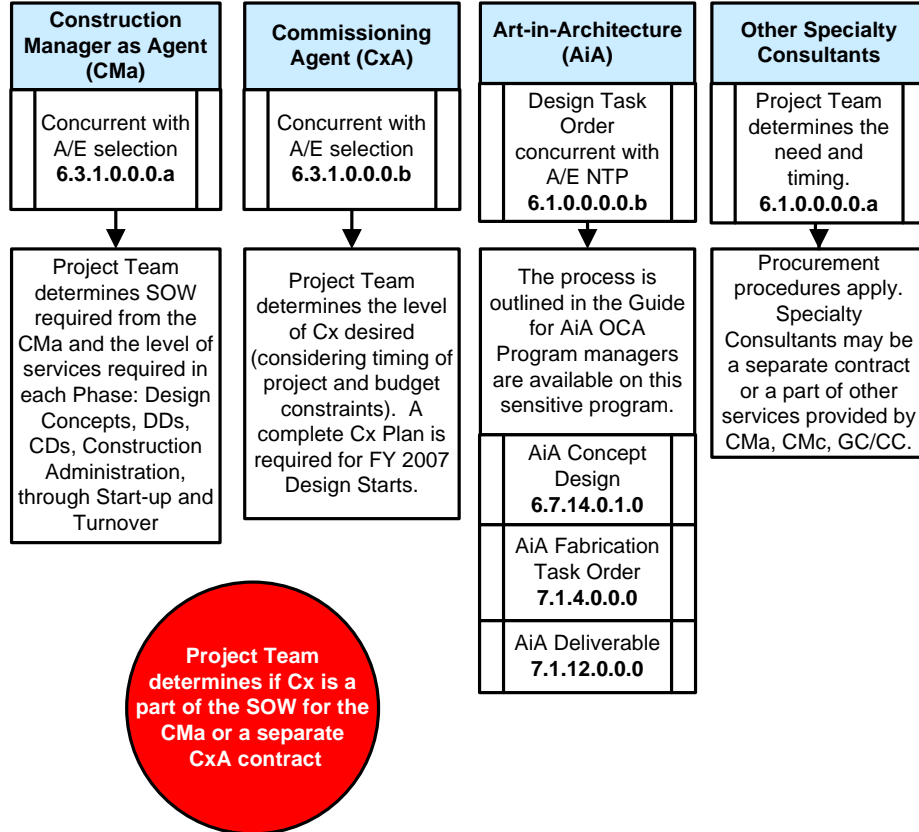 Construction
Manager as Agent
(CMa)
Concurrent with
A/E selection
6.3.1.0.0.0.a
Project Team
determines SOW
required from the
CMa and the level of
services required in
each Phase: Design
Concepts, DDs,
CDs, Construction
Administration,
through Start-up and
Turnover
Commissioning
Agent (CxA)
Concurrent with
A/E selection
6.3.1.0.0.0.b
Project Team
determines the level
of Cx desired
(considering timing of
project and budget
constraints).  A
complete Cx Plan is
required for FY 2007
Design Starts.
Art-in-Architecture
(AiA)
Design Task
Order
concurrent with
A/E NTP
6.1.0.0.0.0.b
The process is
outlined in the Guide
for AiA OCA
Program managers
are available on this
sensitive program.
AiA Concept
Design
6.7.14.0.1.0
AiA Fabrication
Task Order
7.1.4.0.0.0
AiA Deliverable
7.1.12.0.0.0
Other Specialty
Consultants
Project Team
determines the
need and
timing.
6.1.0.0.0.0.a
Procurement
procedures apply.
Specialty
Consultants may be
a separate contract
or a part of other
services provided by
CMa, CMc, GC/CC.
Project Team
determines if Cx is a
part of the SOW for the
CMa or a separate
CxA contract